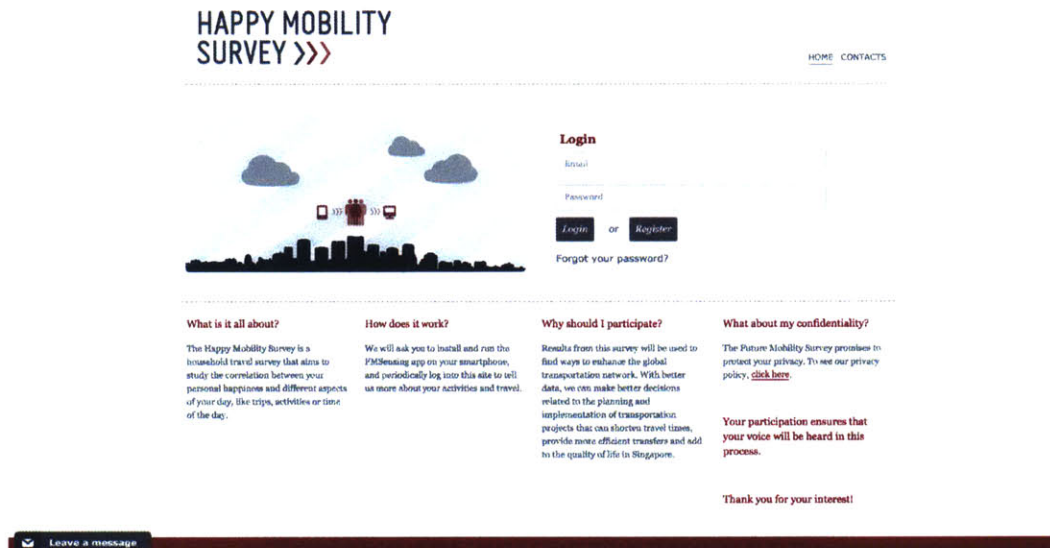 HAPPY MOBILITY
SURVEY >>>
HOME CONTACTS
Login
Email
Password
Login or Register
Forgot your password?
What is it all about?
The Happy Mobility Survey is a
household travel survey that aims to
study the correlation between your
personal happiness and different aspects
of your day, like trips, activities or time
of the day.
How does it work?
We will ask you to install and run the
FMSensing app on your smartphone,
and periodically log into this site to tell
us more about your activities and travel.
Why should I participate?
Results from this survey will be used to
find ways to enhance the global
transportation network. With better
data, we can make better decisions
related to the planning and
implementation of transportation
projects that can shorten travel times,
provide more efficient transfers and add
to the quality of life in Singapore.
What about my confidentiality?
The Future Mobility Survey promises to
protect your privacy. To see our privacy
policy, click here.
Your participation ensures that
your voice will be heard in this
process.
Thank you for your interest!
Leave a message